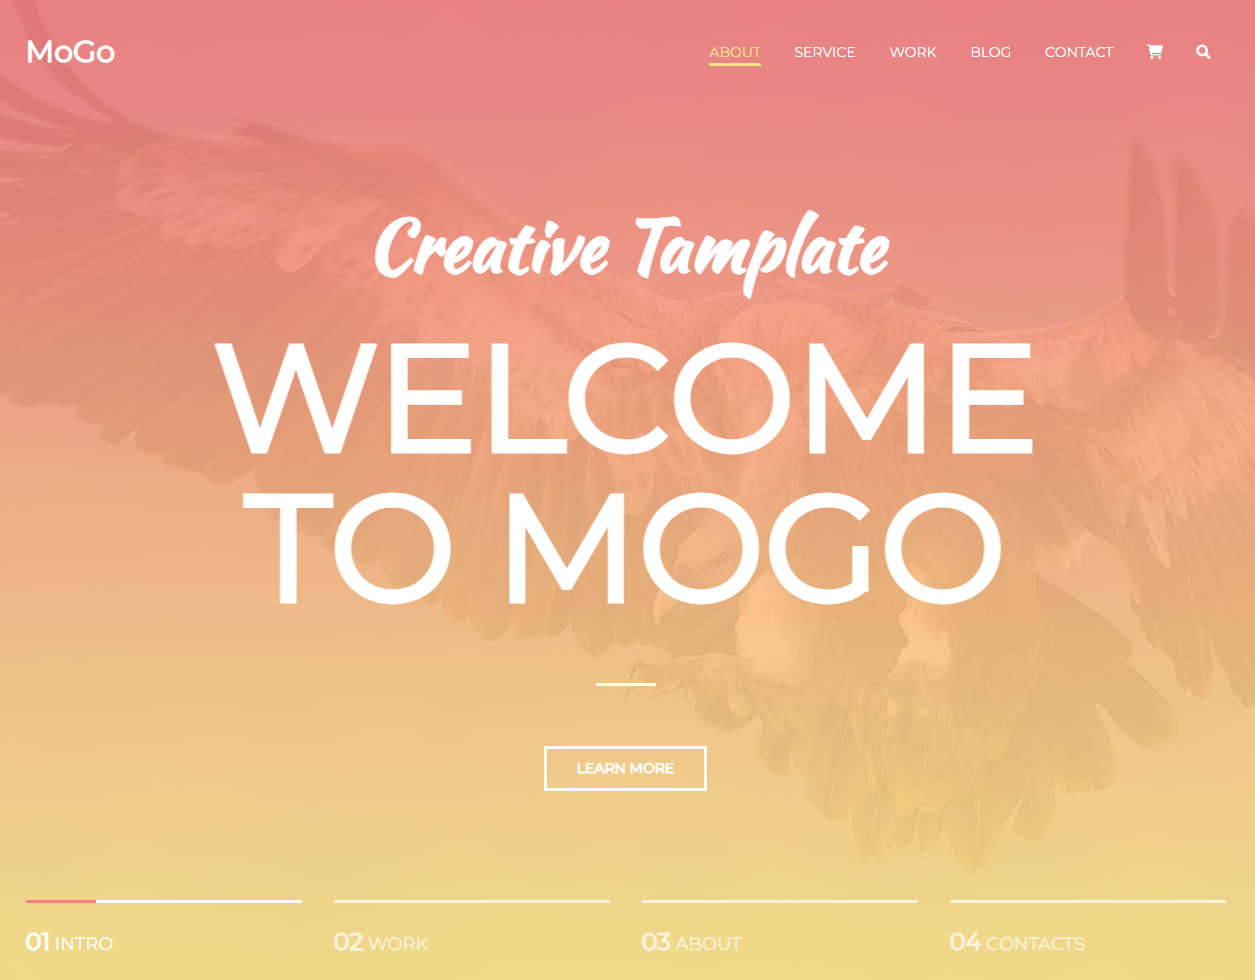 MoGo
ABOUT SERVICE WORK BLOG CONTACT
Creative Tamplate
WELCOME
TO MOGO
LEARN MORE
01 INTRO 02 WORK 03 ABOUT 04 CONTACTS